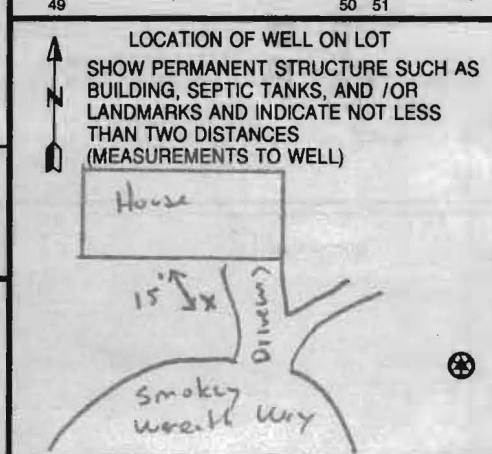 49 50 51
LOCATION OF WELL ON LOT
SHOW PERMANENT STRUCTURE SUCH AS
BUILDING, SEPTIC TANKS, AND /OR
LANDMARKS AND INDICATE NOT LESS
THAN TWO DISTANCES
(MEASUREMENTS TO WELL)
N
House
15' X
Driveway
Smokey
Wreath Way